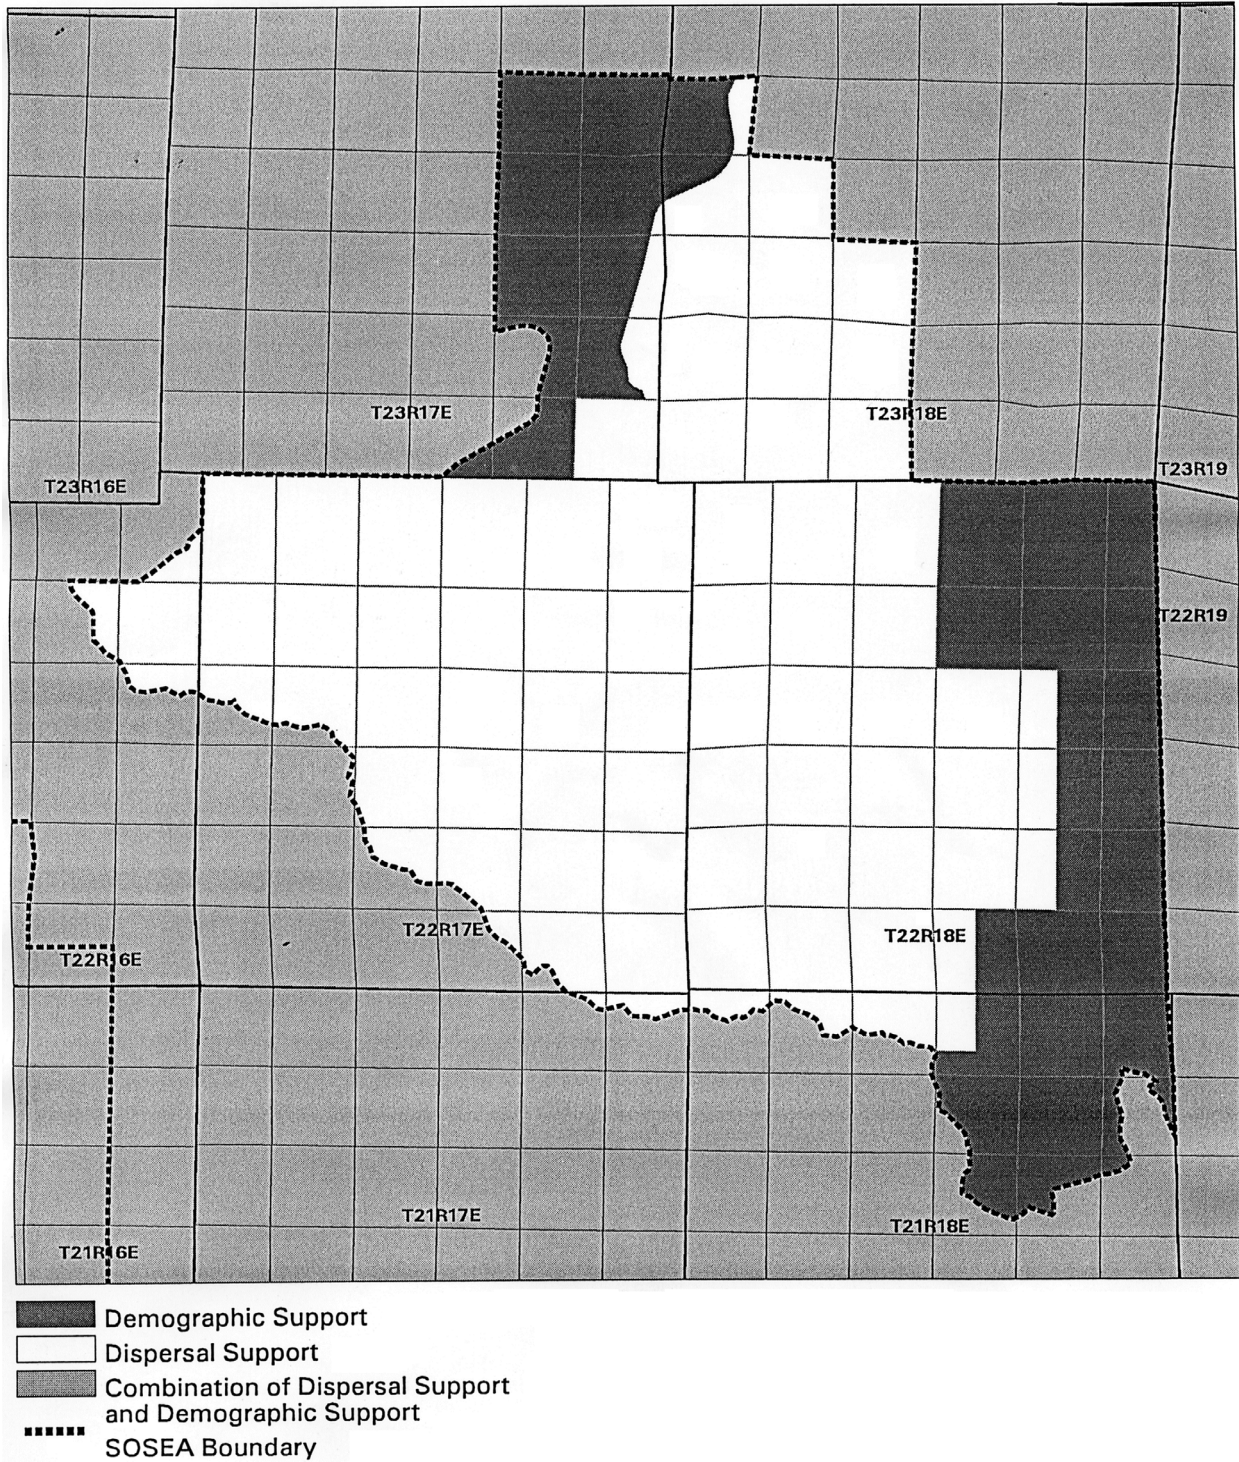 T23R17E
T23R18E
T23R19
T23R16E
T22R19
T22R17E
T22R18E
T22R16E
T21R17E
T21R18E
T21R16E
Demographic Support
Dispersal Support
Combination of Dispersal Support
and Demographic Support
SOSEA Boundary